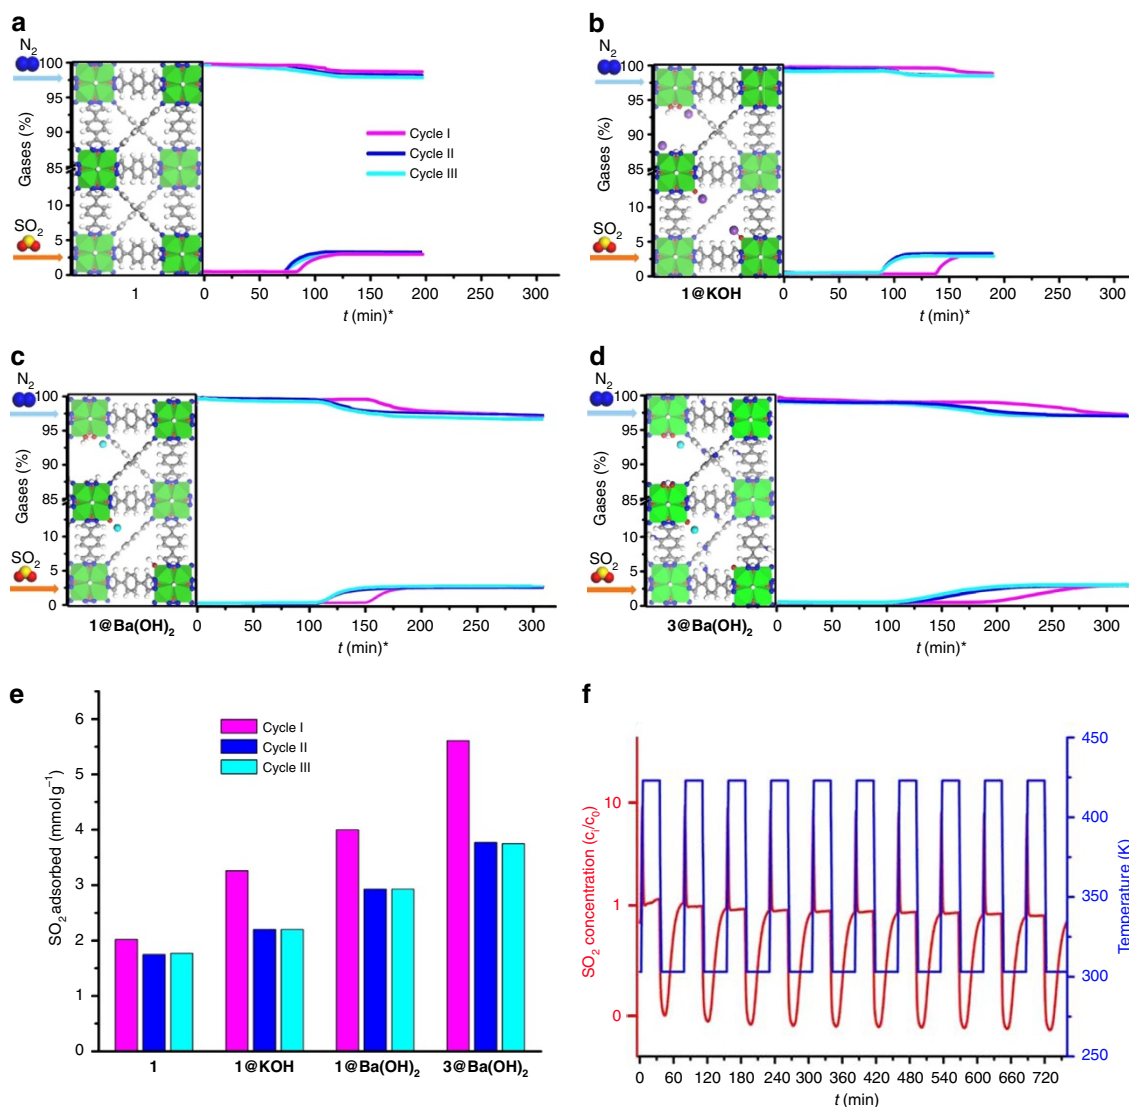 a
N2
100
95
90
85
10
5
0
Gases (%)
SO2
Cycle I
Cycle II
Cycle III
0 50 100 150 200 250 300
1
t (min)*
b
N2
100
95
90
85
10
5
0
Gases (%)
SO2
0 50 100 150 200 250 300
1@KOH
t (min)*
c
N2
100
95
90
85
10
5
0
Gases (%)
SO2
0 50 100 150 200 250 300
1@Ba(OH)2
t (min)*
d
N2
100
95
90
85
10
5
0
Gases (%)
SO2
0 50 100 150 200 250 300
3@Ba(OH)2
t (min)*
e
6
5
4
3
2
1
0
SO2 adsorbed (mmol g−1)
Cycle I
Cycle II
Cycle III
1 1@KOH 1@Ba(OH)2 3@Ba(OH)2
f
10
1
0
SO2 concentration (ci/c0)
450
400
350
300
250
Temperature (K)
0 60 120 180 240 300 360 420 480 540 600 660 720
t (min)